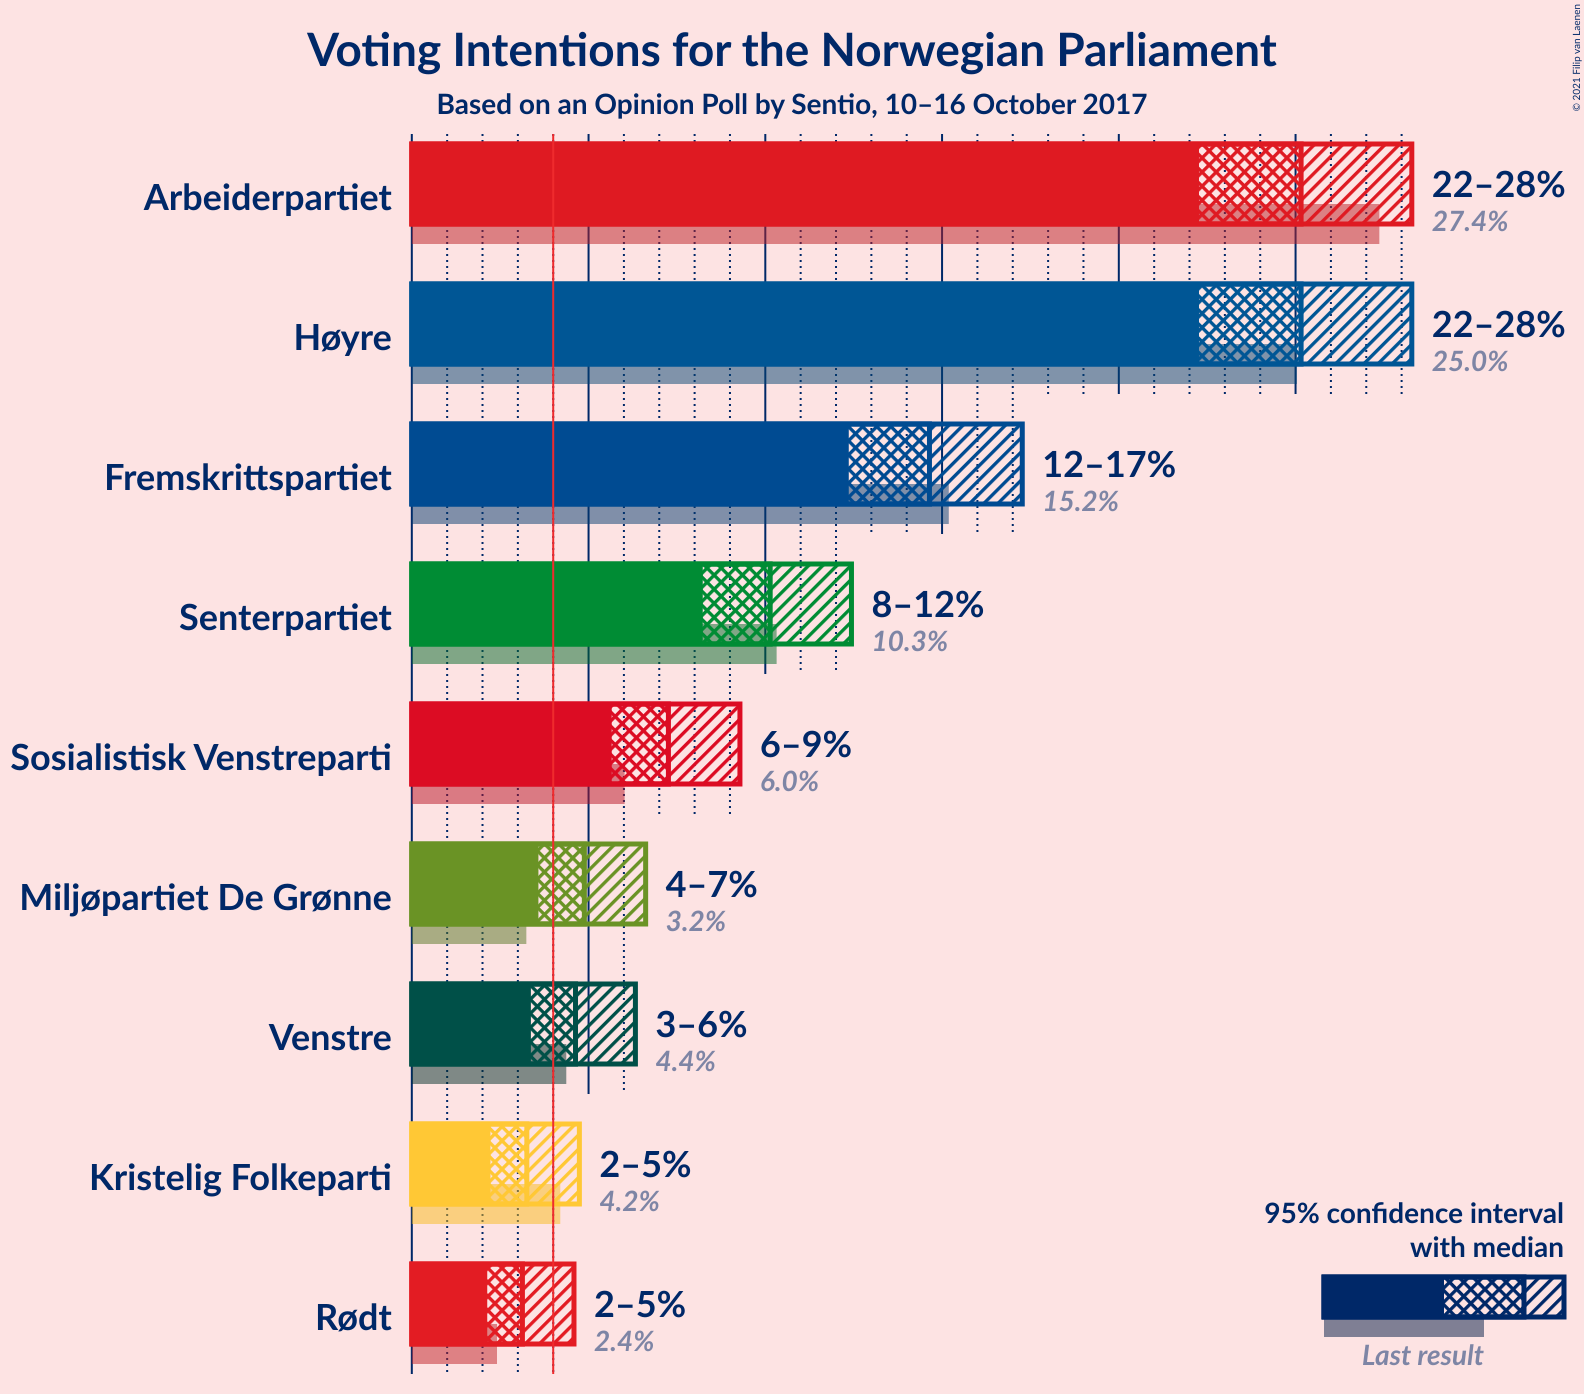 Voting Intentions for the Norwegian Parliament
Based on an Opinion Poll by Sentio, 10–16 October 2017
© 2021 Filip van Laenen
Arbeiderpartiet
22–28%
27.4%
Høyre
22–28%
25.0%
Fremskrittspartiet
12–17%
15.2%
Senterpartiet
8–12%
10.3%
Sosialistisk Venstreparti
6–9%
6.0%
Miljøpartiet De Grønne
4–7%
3.2%
Venstre
3–6%
4.4%
Kristelig Folkeparti
2–5%
4.2%
Rødt
2–5%
2.4%
95% confidence interval
with median
Last result